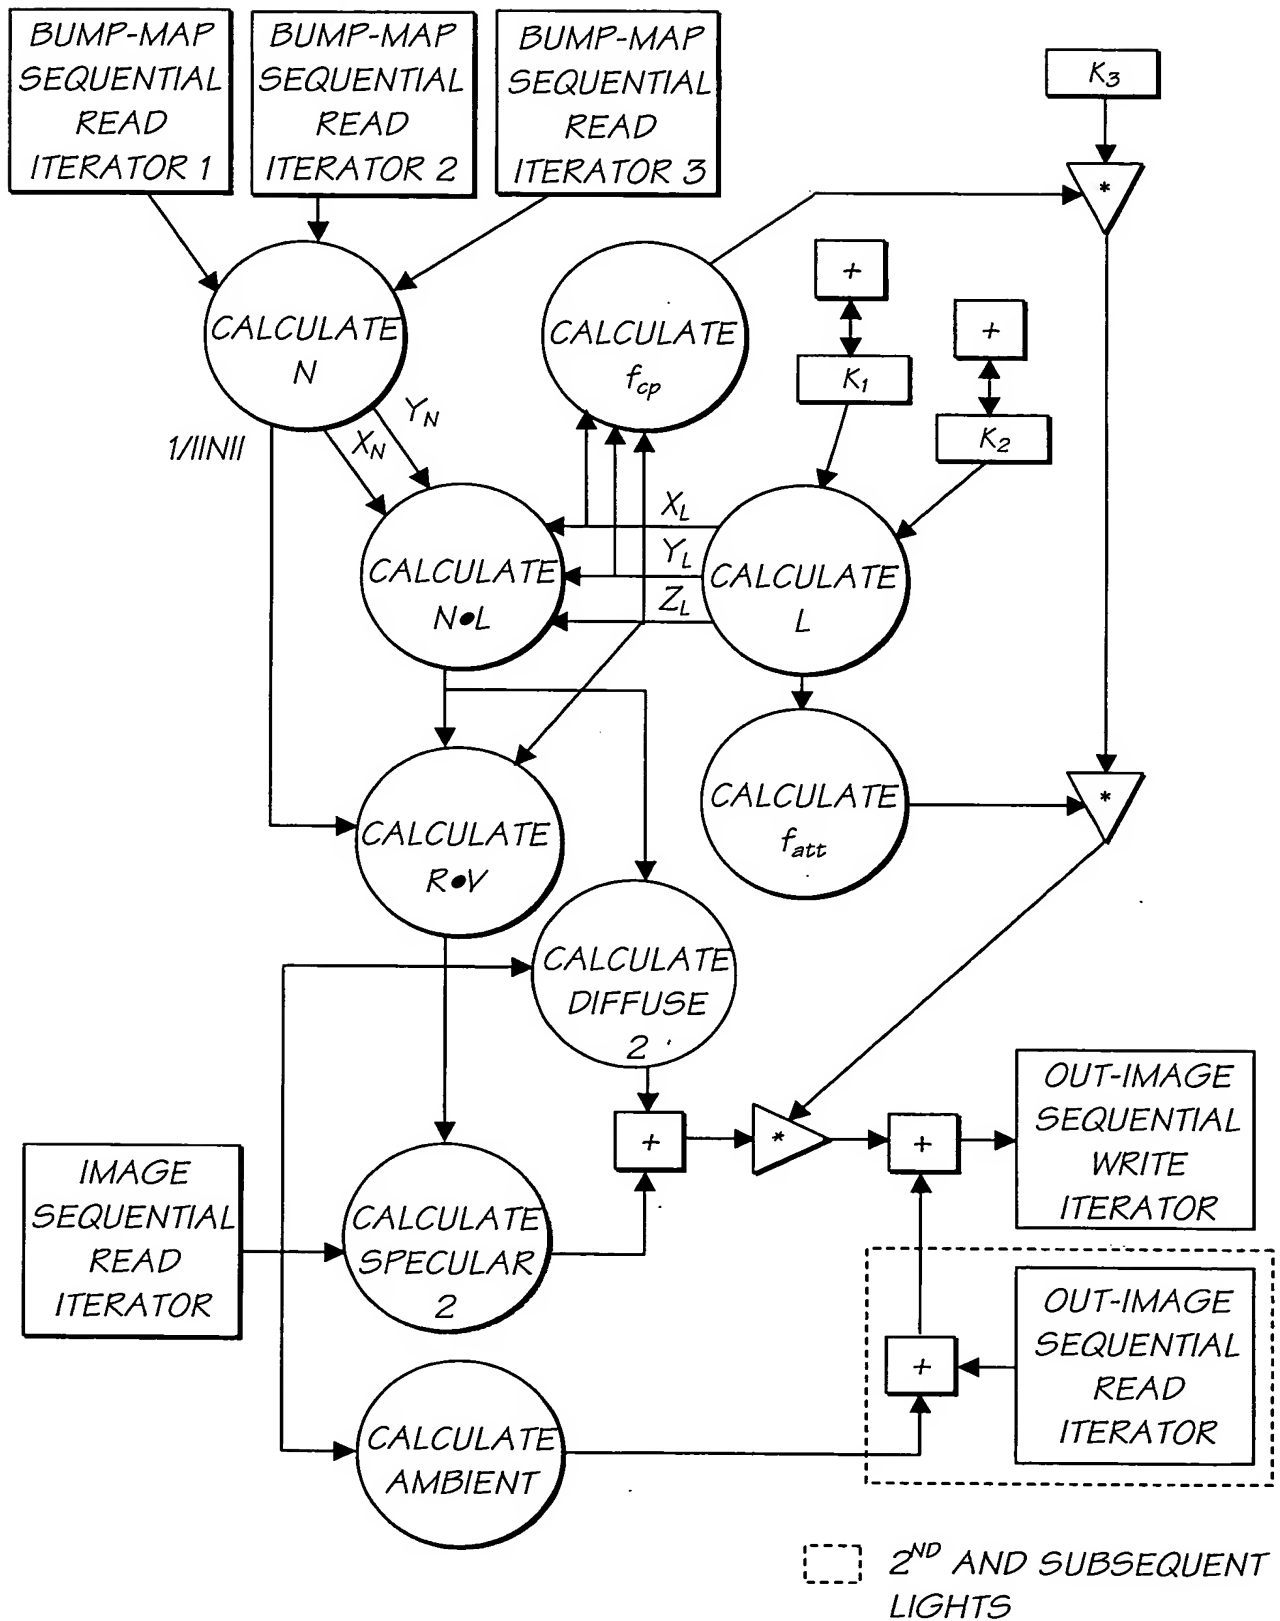 BUMP-MAP
SEQUENTIAL
READ
ITERATOR 1
BUMP-MAP
SEQUENTIAL
READ
ITERATOR 2
BUMP-MAP
SEQUENTIAL
READ
ITERATOR 3
K3
*
+
+
CALCULATE
N
CALCULATE
fcp
K1
K2
1/||N||
XN
YN
CALCULATE
N•L
XL
YL
ZL
CALCULATE
L
CALCULATE
R•V
CALCULATE
fatt
*
CALCULATE
DIFFUSE
2
+
*
+
OUT-IMAGE
SEQUENTIAL
WRITE
ITERATOR
IMAGE
SEQUENTIAL
READ
ITERATOR
CALCULATE
SPECULAR
2
+
OUT-IMAGE
SEQUENTIAL
READ
ITERATOR
CALCULATE
AMBIENT
2ND AND SUBSEQUENT
LIGHTS